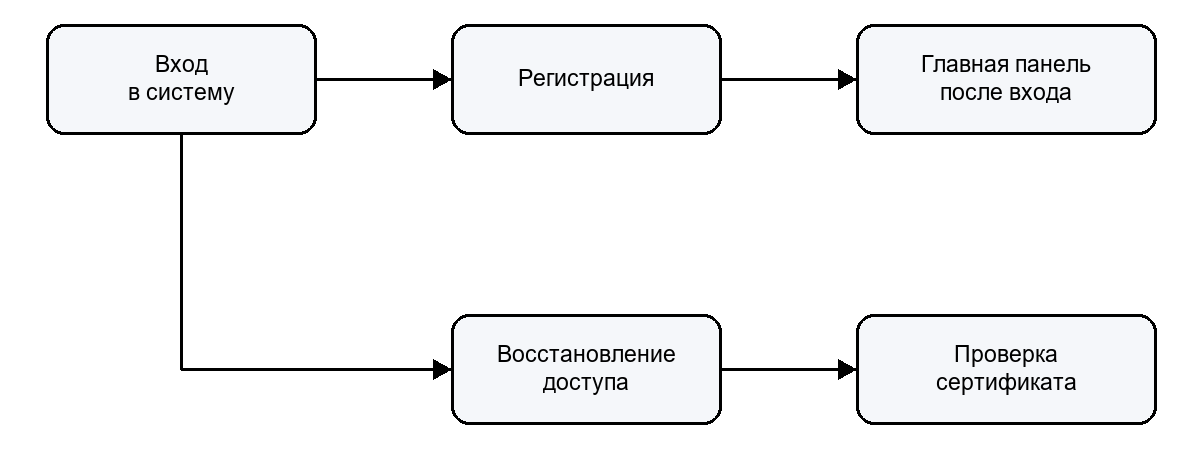 Вход
в систему
Регистрация
Главная панель
после входа
Восстановление
доступа
Проверка
сертификата